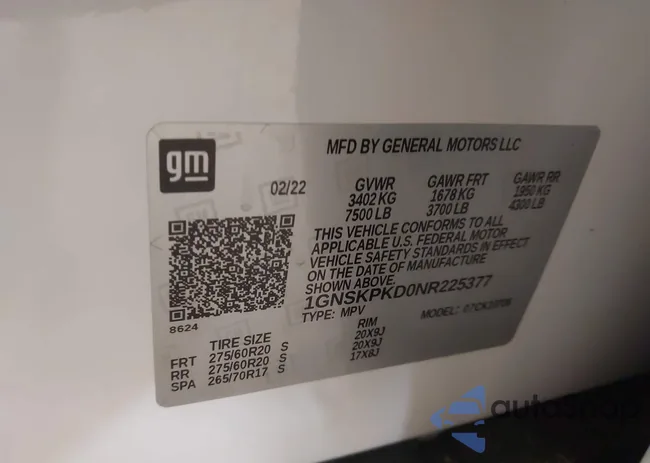 gm
MFD BY GENERAL MOTORS LLC
02/22
GVWR GAWR FRT GAWR RR
3402 KG 1678 KG 1950 KG
7500 LB 3700 LB 4300 LB
THIS VEHICLE CONFORMS TO ALL
APPLICABLE U.S. FEDERAL MOTOR
VEHICLE SAFETY STANDARDS IN EFFECT
ON THE DATE OF MANUFACTURE
SHOWN ABOVE.
1GNSKPKD0NR225377
TYPE: MPV MODEL:
8624
TIRE SIZE RIM
FRT 275/60R20 S 20X9J
RR 275/60R20 S 20X9J
SPA 265/70R17 S 17X8J
autoshop